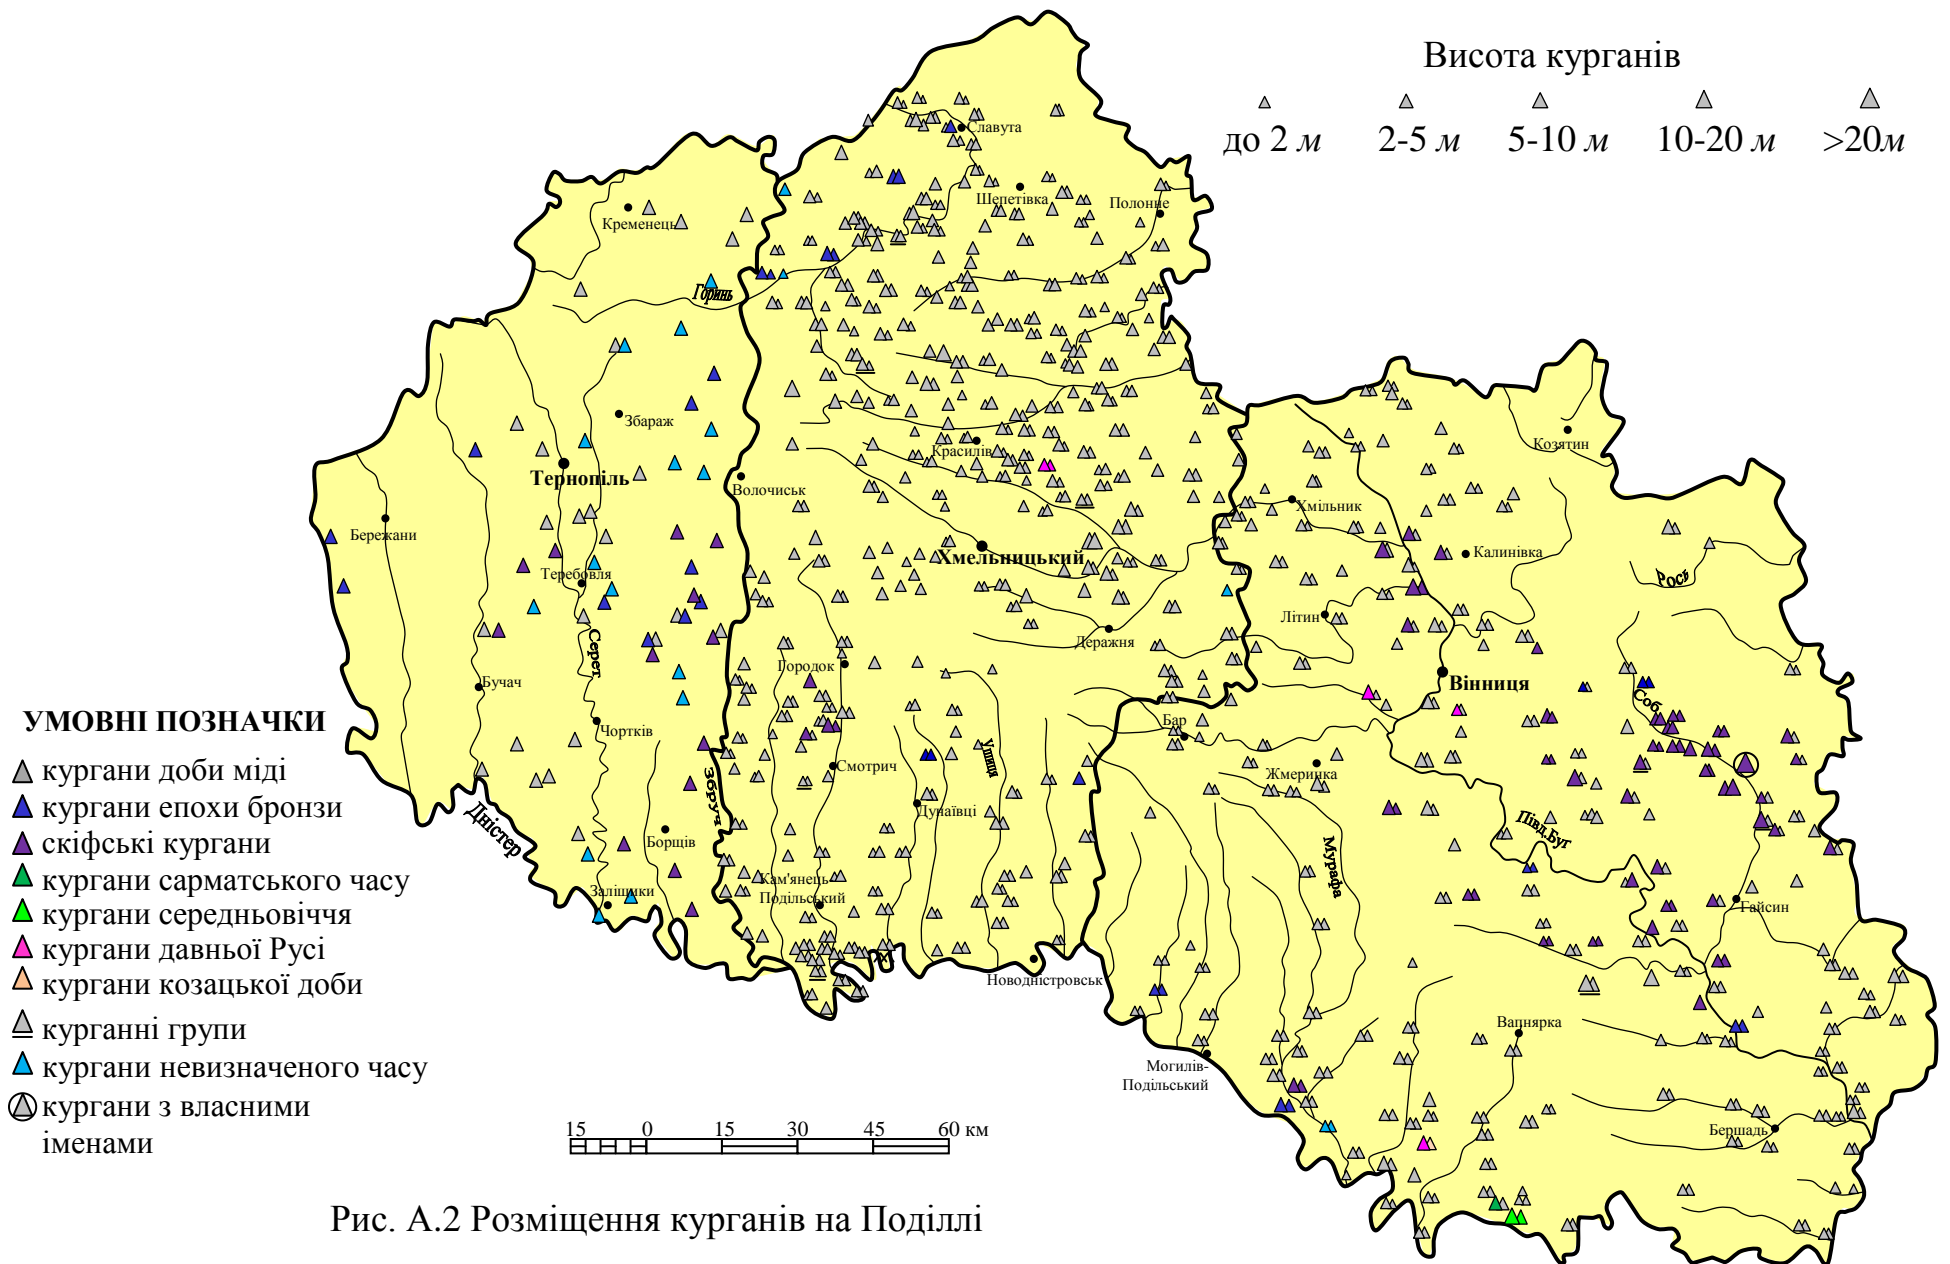 Висота курганів
до 2 м
2-5 м
5-10 м
10-20 м
>20м
Славута
Шепетівка
Полонне
Кременець
Горинь
Збараж
Тернопіль
Бережани
Теребовля
Серет
Бучач
Чортків
Дністер
Борщів
Заліщики
Збруч
Волочиськ
Красилів
Хмельницький
Деражня
Городок
Смотрич
Ушиця
Дунаївці
Кам'янець-
Подільський
Новодністровськ
Козятин
Хмільник
Калинівка
Рось
Літин
Вінниця
Соб
Бар
Жмеринка
Півд.Буг
Мурафа
Гайсин
Вапнярка
Могилів-
Подільський
Бершадь
УМОВНІ ПОЗНАЧКИ
кургани доби міді
кургани епохи бронзи
скіфські кургани
кургани сарматського часу
кургани середньовіччя
кургани давньої Русі
кургани козацької доби
курганні групи
кургани невизначеного часу
кургани з власними
іменами
15 0 15 30 45 60 км
Рис. А.2 Розміщення курганів на Поділлі